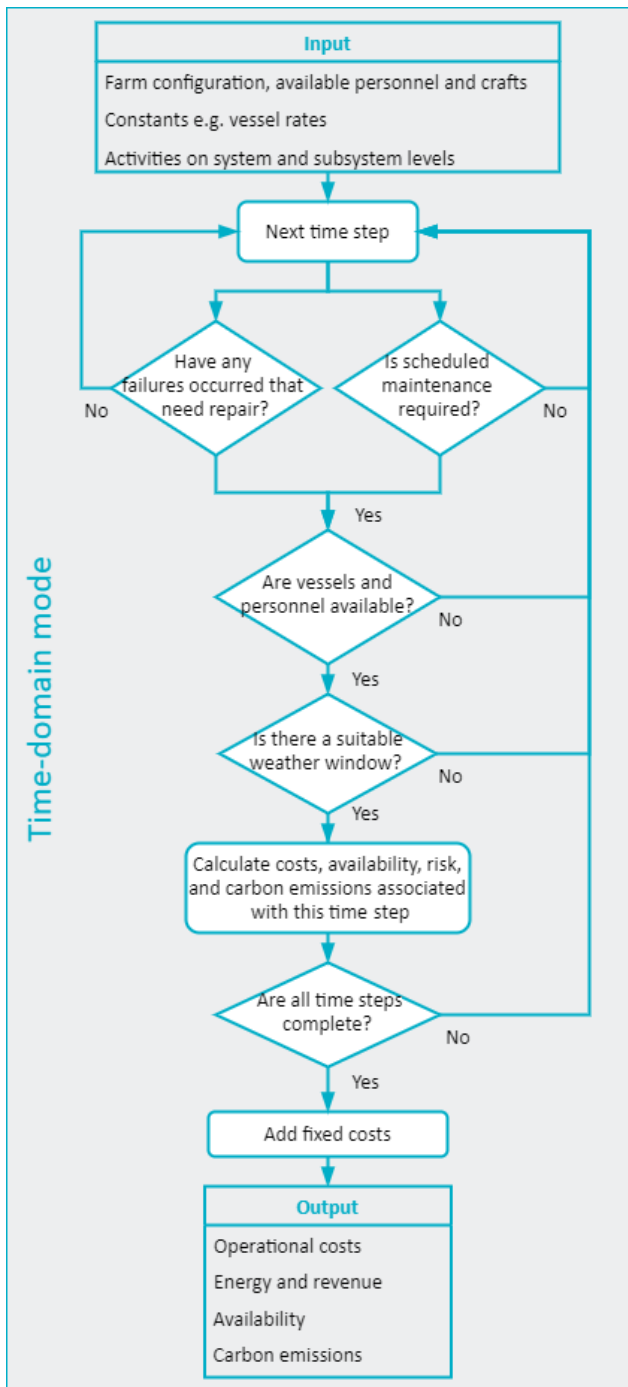 Input
Farm configuration, available personnel and crafts
Constants e.g. vessel rates
Activities on system and subsystem levels
Next time step
Have any
failures occurred that
need repair?
No
Is scheduled
maintenance
required?
No
Yes
Are vessels and
personnel available?
No
Yes
Is there a suitable
weather window?
No
Yes
Calculate costs, availability, risk,
and carbon emissions associated
with this time step
Are all time steps
complete?
No
Yes
Add fixed costs
Output
Operational costs
Energy and revenue
Availability
Carbon emissions
Time-domain mode